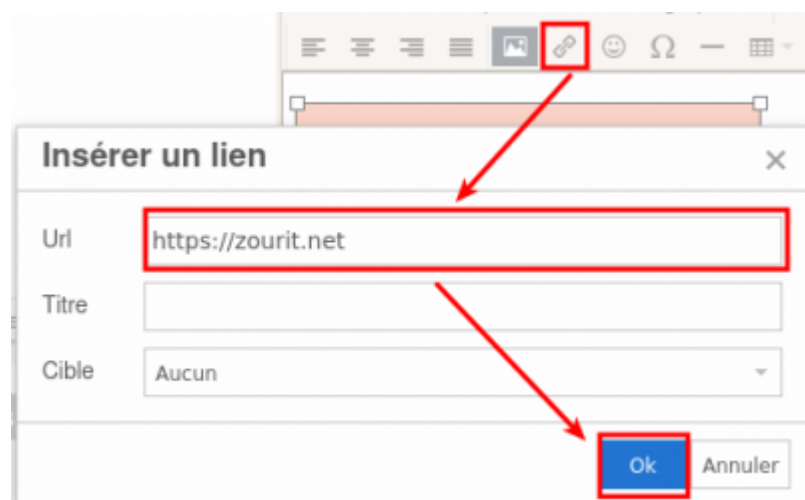 Insérer un lien
Url
https://zourit.net
Titre
Cible
Aucun
Ok
Annuler